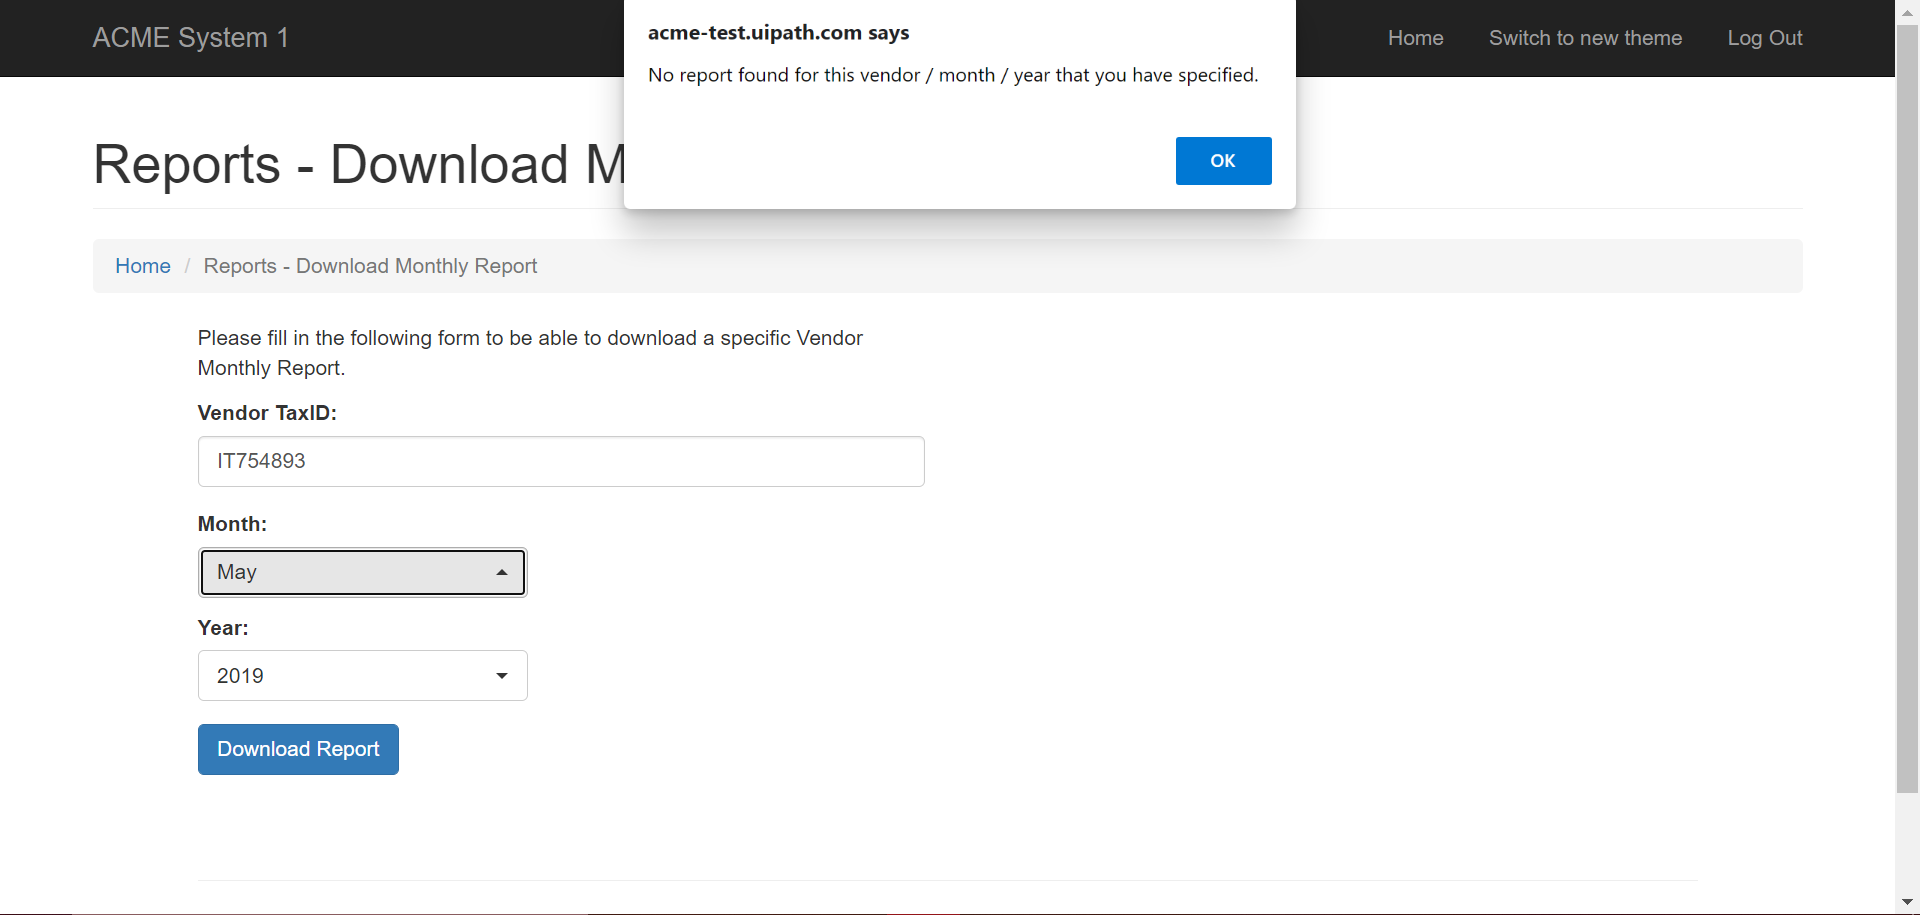 ACME System 1
Home
Switch to new theme
Log Out
acme-test.uipath.com says
No report found for this vendor / month / year that you have specified.
OK
Reports - Download M
Home / Reports - Download Monthly Report
Please fill in the following form to be able to download a specific Vendor
Monthly Report.
Vendor TaxID:
IT754893
Month:
May
Year:
2019
Download Report